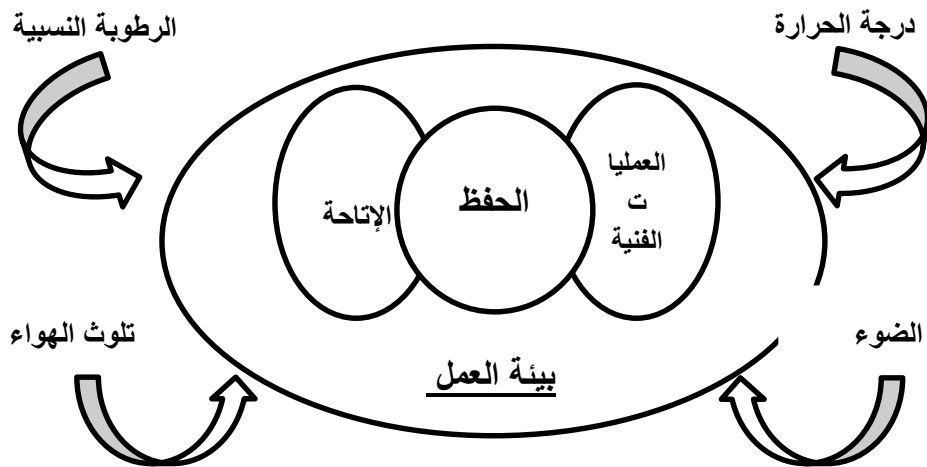 درجة الحرارة
الرطوبة النسبية
العمليا
ت
الفنية
الحفظ
الإتاحة
الضوء
تلوث الهواء
بيئة العمل